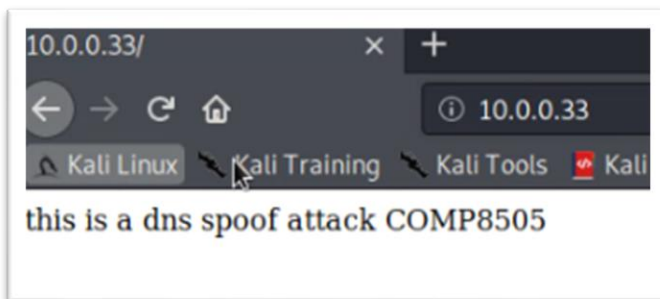 10.0.0.33/ × +
10.0.0.33
Kali Linux Kali Training Kali Tools Kali
this is a dns spoof attack COMP8505